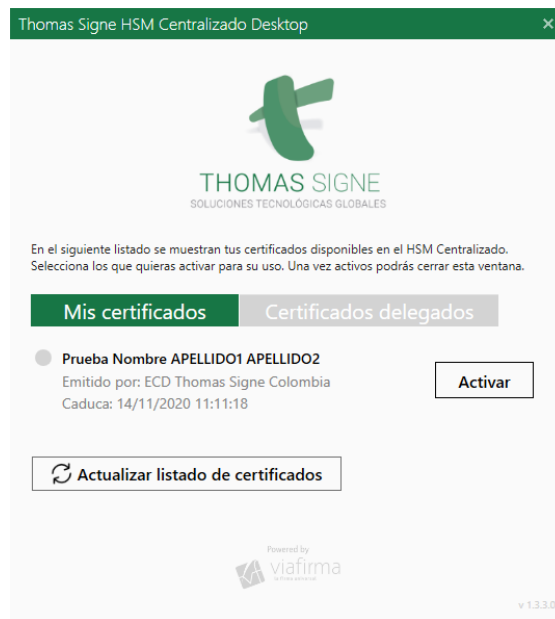 Thomas Signe HSM Centralizado Desktop
THOMAS SIGNE
SOLUCIONES TECNOLÓGICAS GLOBALES
En el siguiente listado se muestran tus certificados disponibles en el HSM Centralizado.
Selecciona los que quieras activar para su uso. Una vez activos podrás cerrar esta ventana.
Mis certificados Certificados delegados
Prueba Nombre APELLIDO1 APELLIDO2
Emitido por: ECD Thomas Signe Colombia
Caduca: 14/11/2020 11:11:18
Activar
Actualizar listado de certificados
Powered by
viafirma
la firma personal
v 1.3.3.0